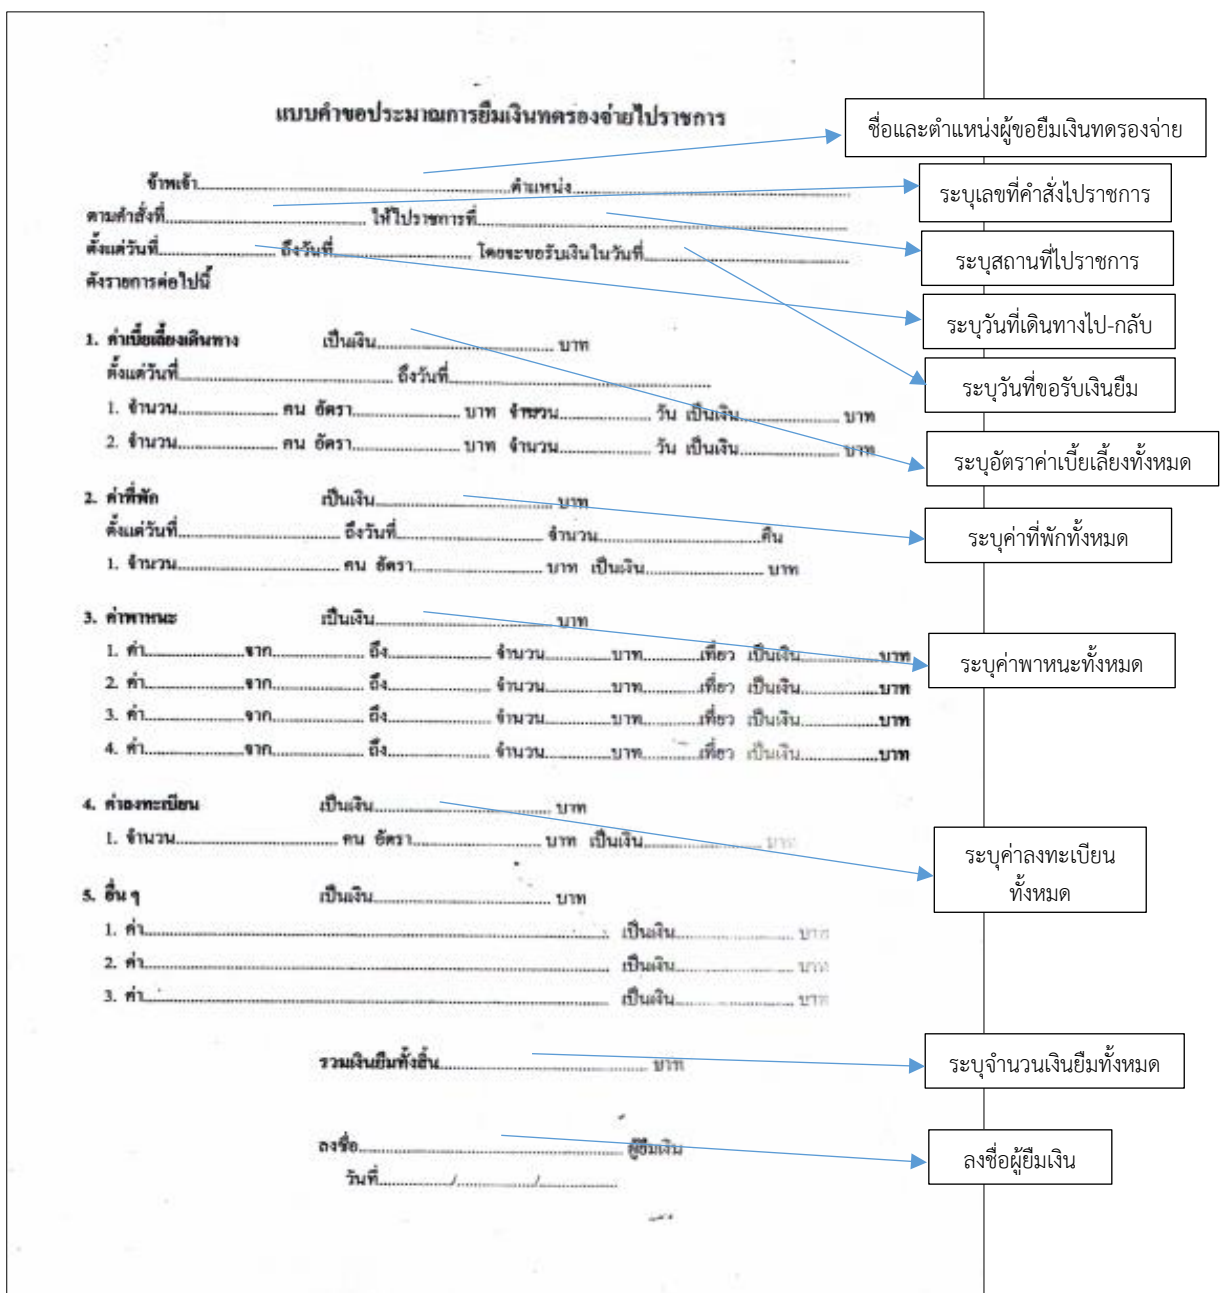 แบบคำขอประมาณการยืมเงินทดรองจ่ายไปราชการ
ชื่อและตำแหน่งผู้ขอยืมเงินทดรองจ่าย
ข้าพเจ้า..........ตำแหน่ง..........
ระบุเลขที่คำสั่งไปราชการ
ตามคำสั่งที่.......... ให้ไปราชการที่..........
ตั้งแต่วันที่.......... ถึงวันที่.......... โดยจะขอรับเงินในวันที่..........
ระบุสถานที่ไปราชการ
ดังรายการต่อไปนี้
ระบุวันที่เดินทางไป-กลับ
1. ค่าเบี้ยเลี้ยงเดินทาง เป็นเงิน.......... บาท
ตั้งแต่วันที่.......... ถึงวันที่..........
ระบุวันที่ขอรับเงินยืม
1. จำนวน.......... คน อัตรา.......... บาท จำนวน.......... วัน เป็นเงิน.......... บาท
2. จำนวน.......... คน อัตรา.......... บาท จำนวน.......... วัน เป็นเงิน.......... บาท
ระบุอัตราค่าเบี้ยเลี้ยงทั้งหมด
2. ค่าที่พัก เป็นเงิน.......... บาท
ตั้งแต่วันที่.......... ถึงวันที่.......... จำนวน..........คืน
ระบุค่าที่พักทั้งหมด
1. จำนวน.......... คน อัตรา.......... บาท เป็นเงิน.......... บาท
3. ค่าพาหนะ เป็นเงิน.......... บาท
1. ค่า..........จาก.......... ถึง.......... จำนวน..........บาท..........เที่ยว เป็นเงิน..........บาท
ระบุค่าพาหนะทั้งหมด
2. ค่า..........จาก.......... ถึง.......... จำนวน..........บาท..........เที่ยว เป็นเงิน..........บาท
3. ค่า..........จาก.......... ถึง.......... จำนวน..........บาท..........เที่ยว เป็นเงิน..........บาท
4. ค่า..........จาก.......... ถึง.......... จำนวน..........บาท..........เที่ยว เป็นเงิน..........บาท
4. ค่าลงทะเบียน เป็นเงิน.......... บาท
1. จำนวน.......... คน อัตรา.......... บาท เป็นเงิน.......... บาท
ระบุค่าลงทะเบียน
ทั้งหมด
5. อื่น ๆ เป็นเงิน.......... บาท
1. ค่า.......... เป็นเงิน.......... บาท
2. ค่า.......... เป็นเงิน.......... บาท
3. ค่า.......... เป็นเงิน.......... บาท
รวมเงินยืมทั้งสิ้น.......... บาท
ระบุจำนวนเงินยืมทั้งหมด
ลงชื่อ.......... ผู้ยืมเงิน
ลงชื่อผู้ยืมเงิน
วันที่........../........../..........